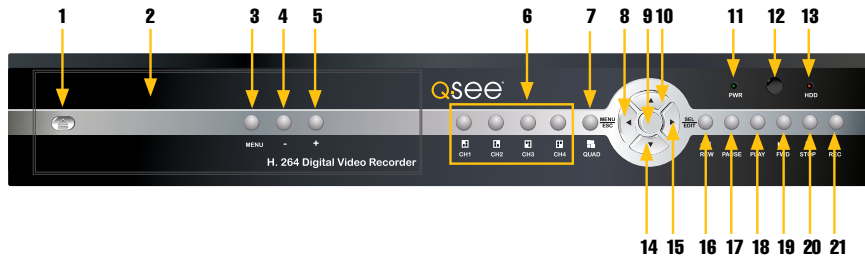 1 2 3 4 5 6 7 8 9 10 11 12 13
Q-see
PWR HDD
MENU
ESC
SEL
EDIT
MENU - +
CH1 CH2 CH3 CH4 QUAD
REW PAUSE PLAY FWD STOP REC
H. 264 Digital Video Recorder
14 15 16 17 18 19 20 21